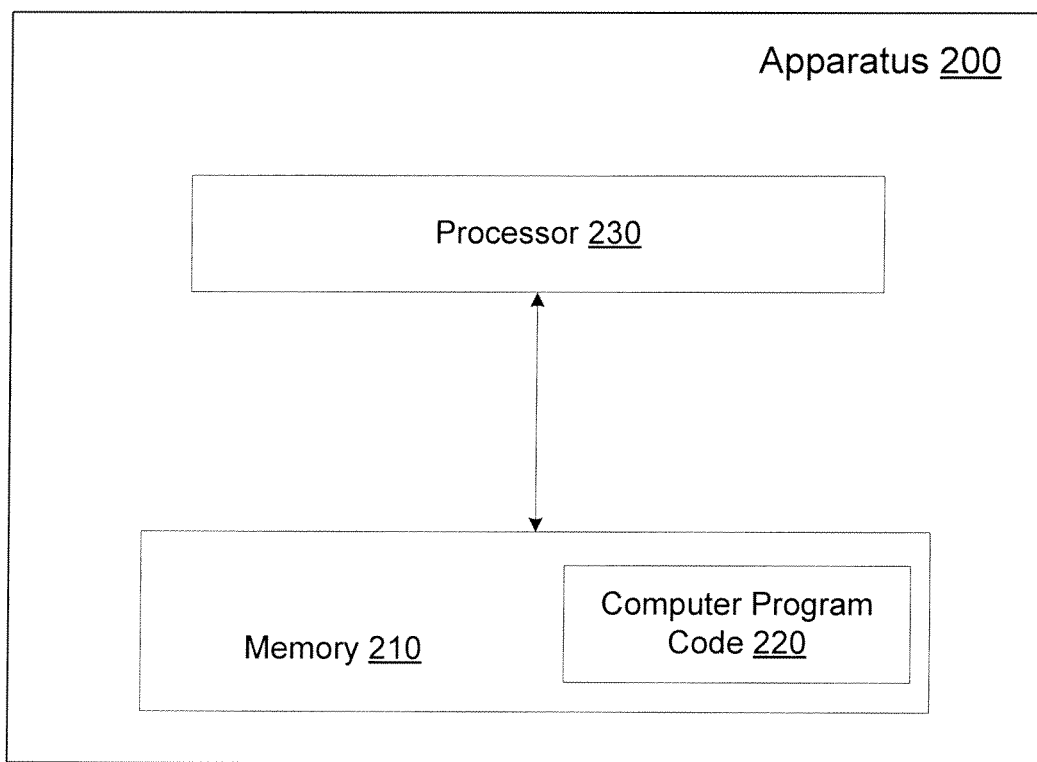 Apparatus 200
Processor 230
Computer Program
Code 220
Memory 210